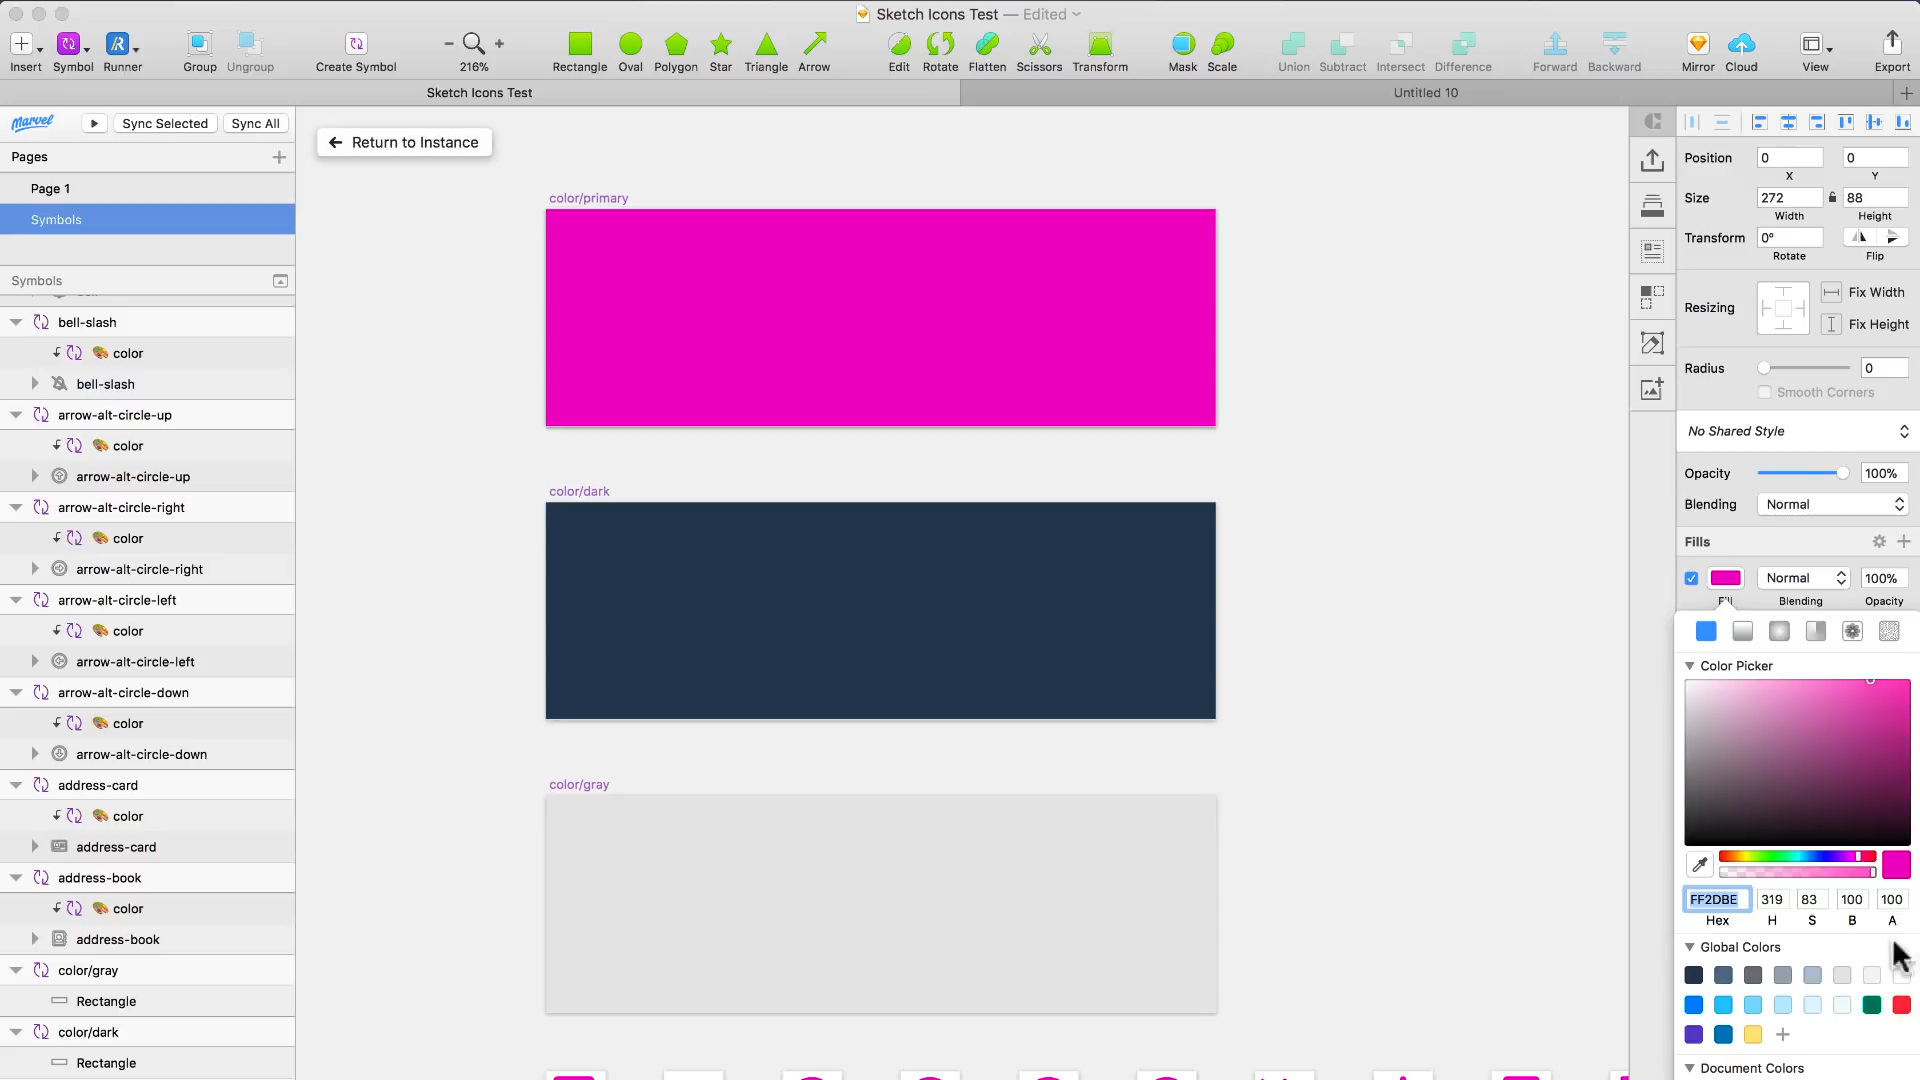 Sketch Icons Test — Edited
Insert
Symbol
Runner
Group
Ungroup
Create Symbol
216%
Rectangle
Oval
Polygon
Star
Triangle
Arrow
Edit
Rotate
Flatten
Scissors
Transform
Mask
Scale
Union
Subtract
Intersect
Difference
Forward
Backward
Mirror
Cloud
View
Export
Sketch Icons Test
Untitled 10
Marvel
Sync Selected
Sync All
Pages
Page 1
Symbols
Symbols
bell-slash
color
bell-slash
arrow-alt-circle-up
color
arrow-alt-circle-up
arrow-alt-circle-right
color
arrow-alt-circle-right
arrow-alt-circle-left
color
arrow-alt-circle-left
arrow-alt-circle-down
color
arrow-alt-circle-down
address-card
color
address-card
address-book
color
address-book
color/gray
Rectangle
color/dark
Rectangle
Return to Instance
color/primary
color/dark
color/gray
Position
0
0
X
Y
Size
272
88
Width
Height
Transform
0°
Rotate
Flip
Resizing
Fix Width
Fix Height
Radius
0
Smooth Corners
No Shared Style
Opacity
100%
Blending
Normal
Fills
Normal
100%
Fill
Blending
Opacity
Color Picker
FF2DBE
319
83
100
100
Hex
H
S
B
A
Global Colors
Document Colors